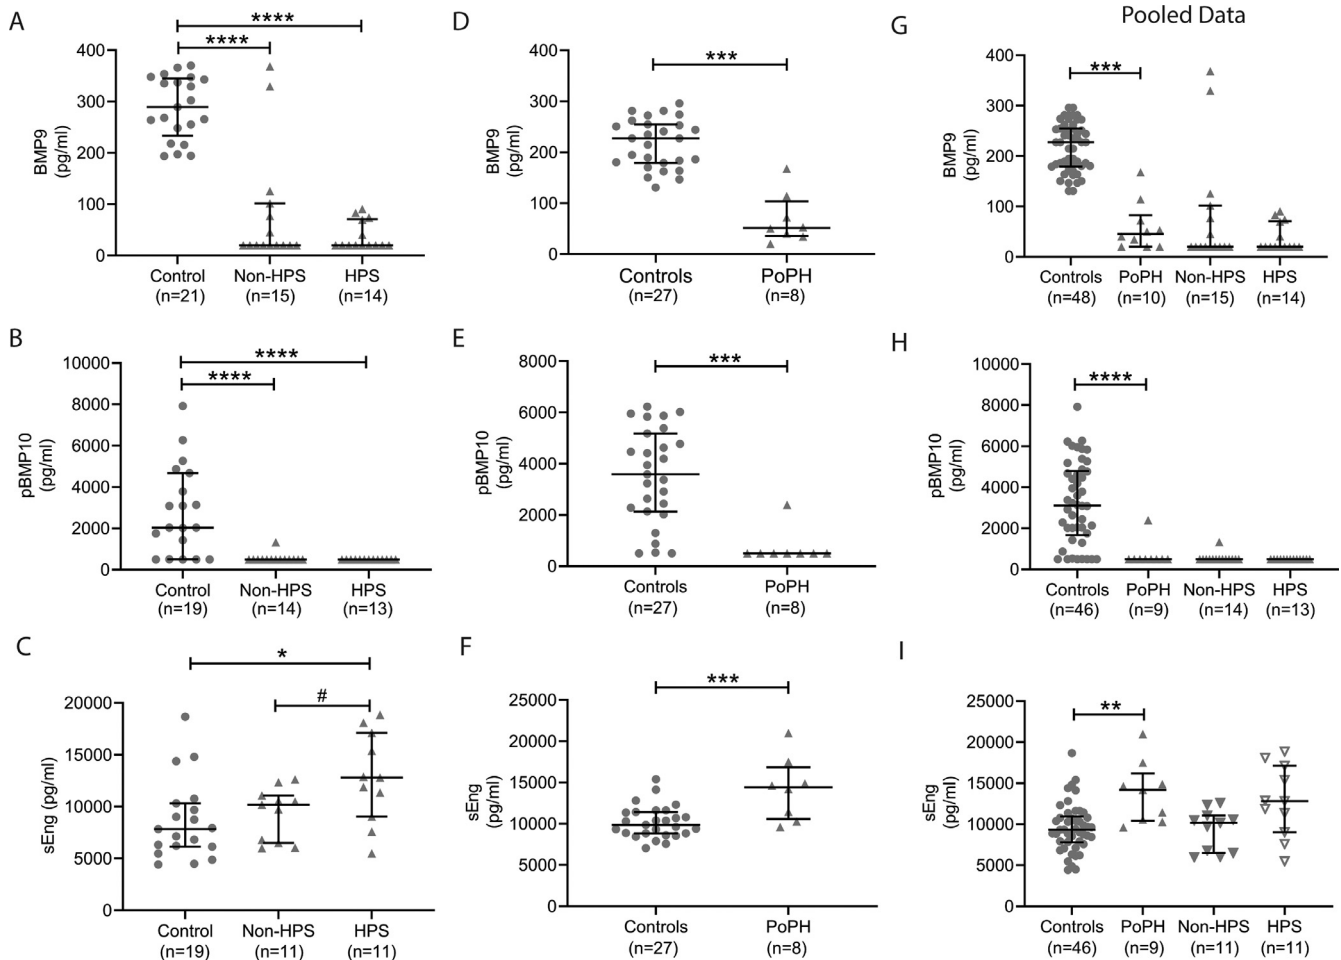 Pooled Data
A
****
****
BMP9
(pg/ml)
400
300
200
100
0
Control
(n=21)
Non-HPS
(n=15)
HPS
(n=14)
D
***
BMP9
(pg/ml)
400
300
200
100
0
Controls
(n=27)
PoPH
(n=8)
G
***
BMP9
(pg/ml)
400
300
200
100
0
Controls
(n=48)
PoPH
(n=10)
Non-HPS
(n=15)
HPS
(n=14)
B
****
****
pBMP10
(pg/ml)
10000
8000
6000
4000
2000
0
Control
(n=19)
Non-HPS
(n=14)
HPS
(n=13)
E
***
pBMP10
(pg/ml)
8000
6000
4000
2000
0
Controls
(n=27)
PoPH
(n=8)
H
****
pBMP10
(pg/ml)
10000
8000
6000
4000
2000
0
Controls
(n=46)
PoPH
(n=9)
Non-HPS
(n=14)
HPS
(n=13)
C
*
#
sEng (pg/ml)
20000
15000
10000
5000
0
Control
(n=19)
Non-HPS
(n=11)
HPS
(n=11)
F
***
sEng
(pg/ml)
25000
20000
15000
10000
5000
0
Controls
(n=27)
PoPH
(n=8)
I
**
sEng
(pg/ml)
25000
20000
15000
10000
5000
0
Controls
(n=46)
PoPH
(n=9)
Non-HPS
(n=11)
HPS
(n=11)